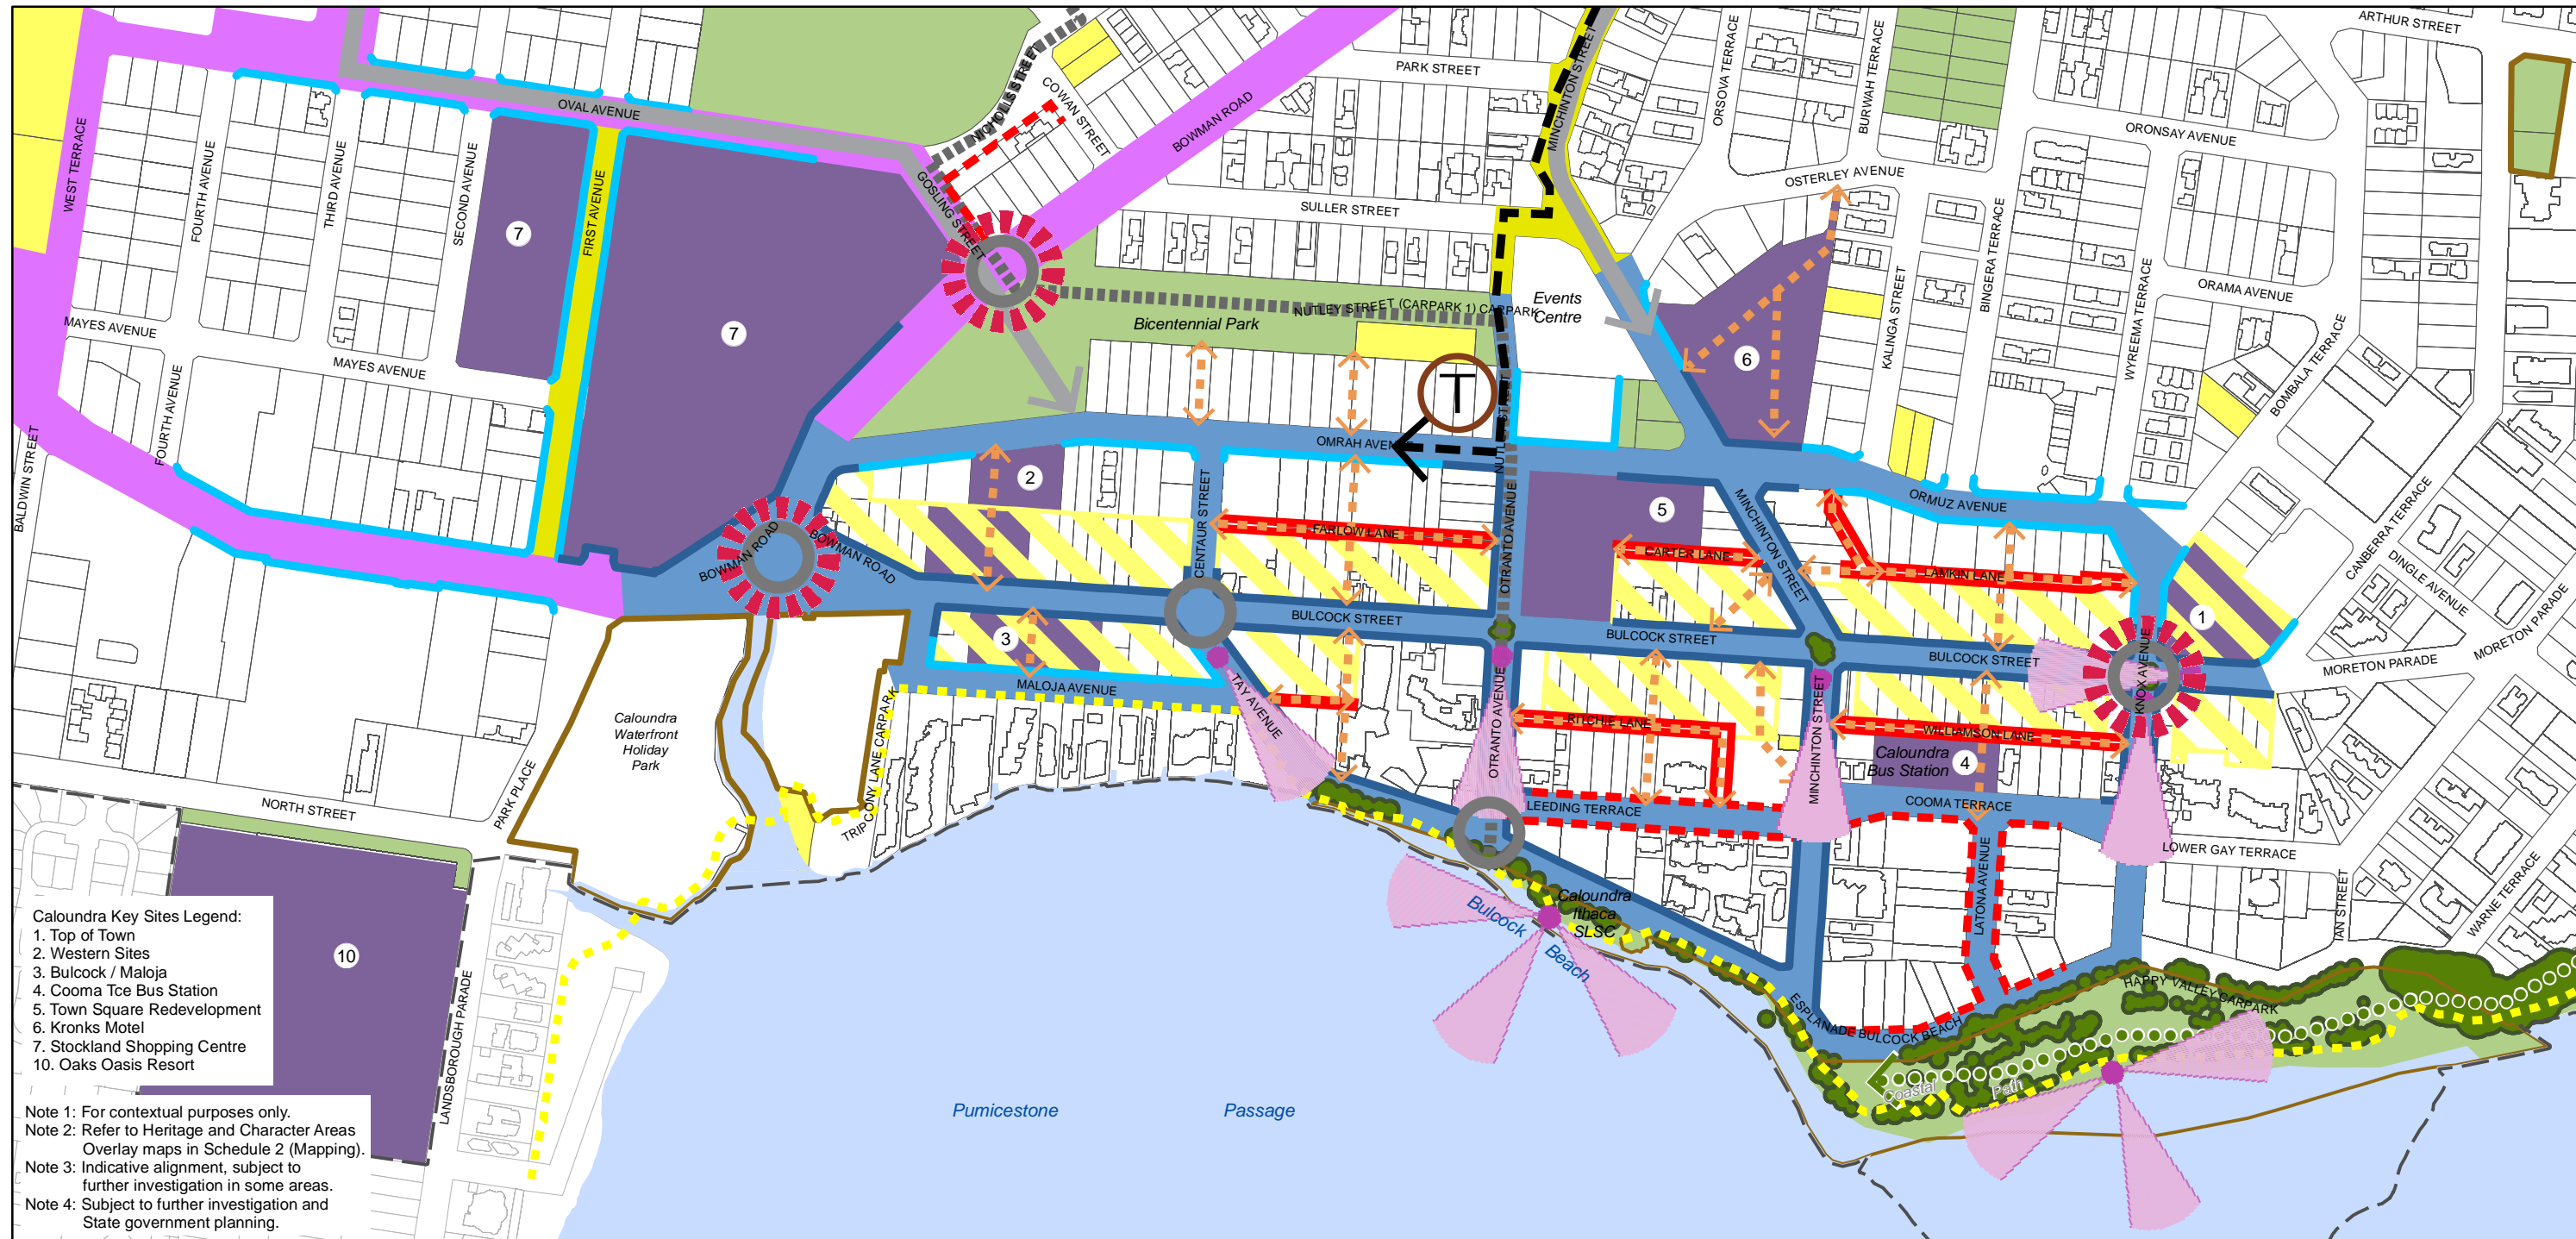 ARTHUR STREET
PARK STREET
COWAN STREET
NICHOLS STREET
BOWMAN ROAD
MINCHINTON STREET
ORSOVA TERRACE
BURWAH TERRACE
ORONSAY AVENUE
OVAL AVENUE
WEST TERRACE
FOURTH AVENUE
THIRD AVENUE
SECOND AVENUE
FIRST AVENUE
GOSLING STREET
OSTERLEY AVENUE
SULLER STREET
7
7
KALINGA STREET
BINGERA TERRACE
WYREEMA TERRACE
ORAMA AVENUE
BOMBALA TERRACE
Events
Centre
NUTLEY STREET (CARPARK 1) CARPARK
Bicentennial Park
MAYES AVENUE
MAYES AVENUE
FOURTH AVENUE
BALDWIN STREET
6
T
NUTLEY STREET
OMRAH AVENUE
2
5
CENTAUR STREET
OTRANTO AVENUE
MINCHINTON STREET
ORMUZ AVENUE
CANBERRA TERRACE
DINGLE AVENUE
MORETON PARADE
MORETON PARADE
FARLOW LANE
CARTER LANE
LAMKIN LANE
BOWMAN ROAD
BOWMAN ROAD
1
3
BULCOCK STREET
BULCOCK STREET
BULCOCK STREET
KNOX AVENUE
MALOJA AVENUE
TAY AVENUE
OTRANTO AVENUE
MINCHINTON STREET
RITCHIE LANE
WILLIAMSON LANE
Caloundra
Bus Station
4
Caloundra
Waterfront
Holiday
Park
TRIPCONY LANE CARPARK
PARK PLACE
NORTH STREET
LEEDING TERRACE
COOMA TERRACE
LOWER GAY TERRACE
LATONA AVENUE
IAN STREET
WARNE TERRACE
Caloundra
Ithaca
SLSC
Bulcock
Beach
ESPLANADE BULCOCK BEACH
HAPPY VALLEY CARPARK
Coastal
Path
10
LANDSBOROUGH PARADE
Pumicestone
Passage
Caloundra Key Sites Legend:
1. Top of Town
2. Western Sites
3. Bulcock / Maloja
4. Cooma Tce Bus Station
5. Town Square Redevelopment
6. Kronks Motel
7. Stockland Shopping Centre
10. Oaks Oasis Resort
Note 1: For contextual purposes only.
Note 2: Refer to Heritage and Character Areas
Overlay maps in Schedule 2 (Mapping).
Note 3: Indicative alignment, subject to
further investigation in some areas.
Note 4: Subject to further investigation and
State government planning.